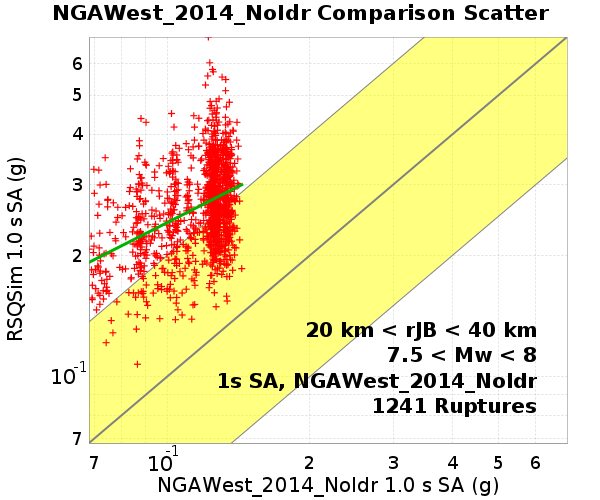 NGAWest_2014_NoIdr Comparison Scatter
RSQSim 1.0 s SA (g)
6
5
4
3
2
10-1
7
20 km < rJB < 40 km
7.5 < Mw < 8
1s SA, NGAWest_2014_NoIdr
1241 Ruptures
7 10-1 2 3 4 5 6
NGAWest_2014_NoIdr 1.0 s SA (g)